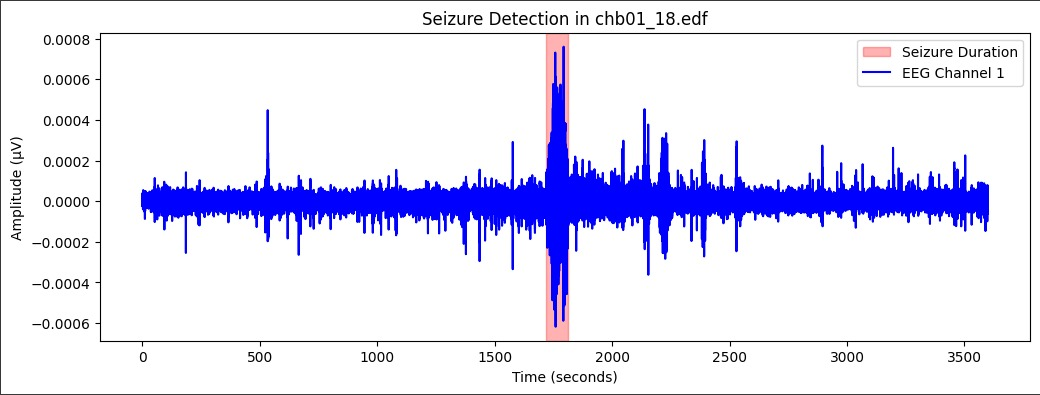 Seizure Detection in chb01_18.edf
Seizure Duration
EEG Channel 1
Amplitude (µV)
0.0008
0.0006
0.0004
0.0002
0.0000
−0.0002
−0.0004
−0.0006
0 500 1000 1500 2000 2500 3000 3500
Time (seconds)